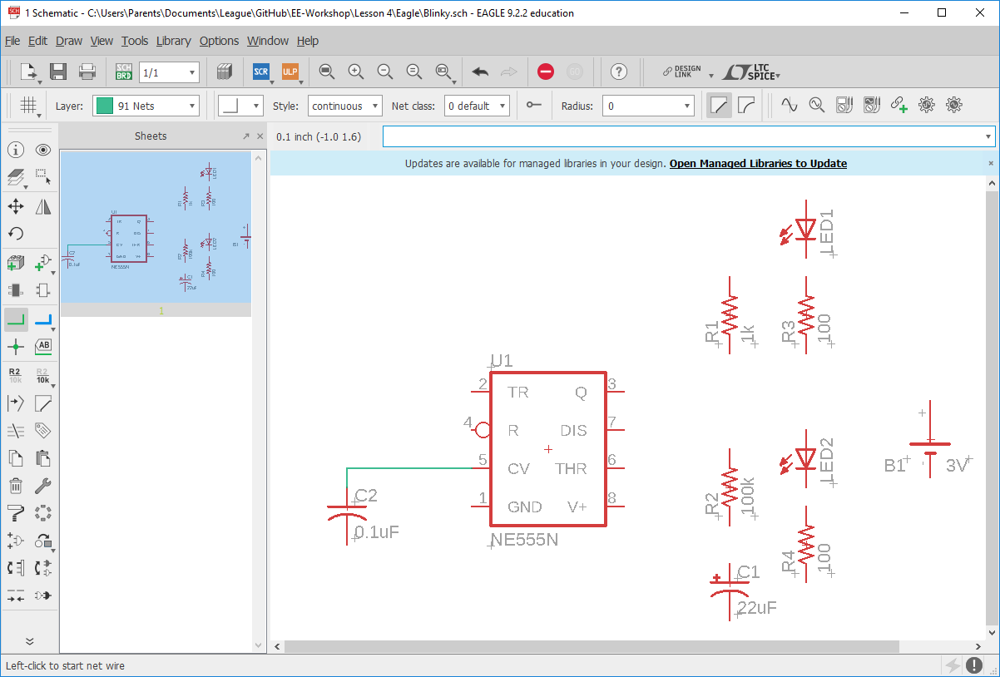 1 Schematic - C:\Users\Parents\Documents\League\GitHub\EE-Workshop\Lesson 4\Eagle\Blinky.sch - EAGLE 9.2.2 education
File Edit Draw View Tools Library Options Window Help
SCH BRD 1/1 SCR ULP DESIGN LINK LTC SPICE
Layer: 91 Nets Style: continuous Net class: 0 default Radius: 0
Sheets
0.1 inch (-1.0 1.6)
Updates are available for managed libraries in your design. Open Managed Libraries to Update
1
AB
R2 10k R2 10k
LED1
R1 1k R3 100
U1
2 TR Q 3
4 R DIS 7
5 CV THR 6
1 GND V+ 8
NE555N
C2
0.1uF
LED2
R2 100k
R4 100
C1
22uF
B1 3V
Left-click to start net wire